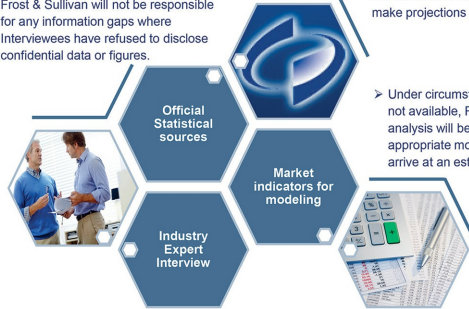 Frost & Sullivan will not be responsible
for any information gaps where
Interviewees have refused to disclose
confidential data or figures.
make projections
➢ Under circumst
not available, F
analysis will be
appropriate mo
arrive at an est
Official
Statistical
sources
Market
indicators for
modeling
Industry
Expert
Interview